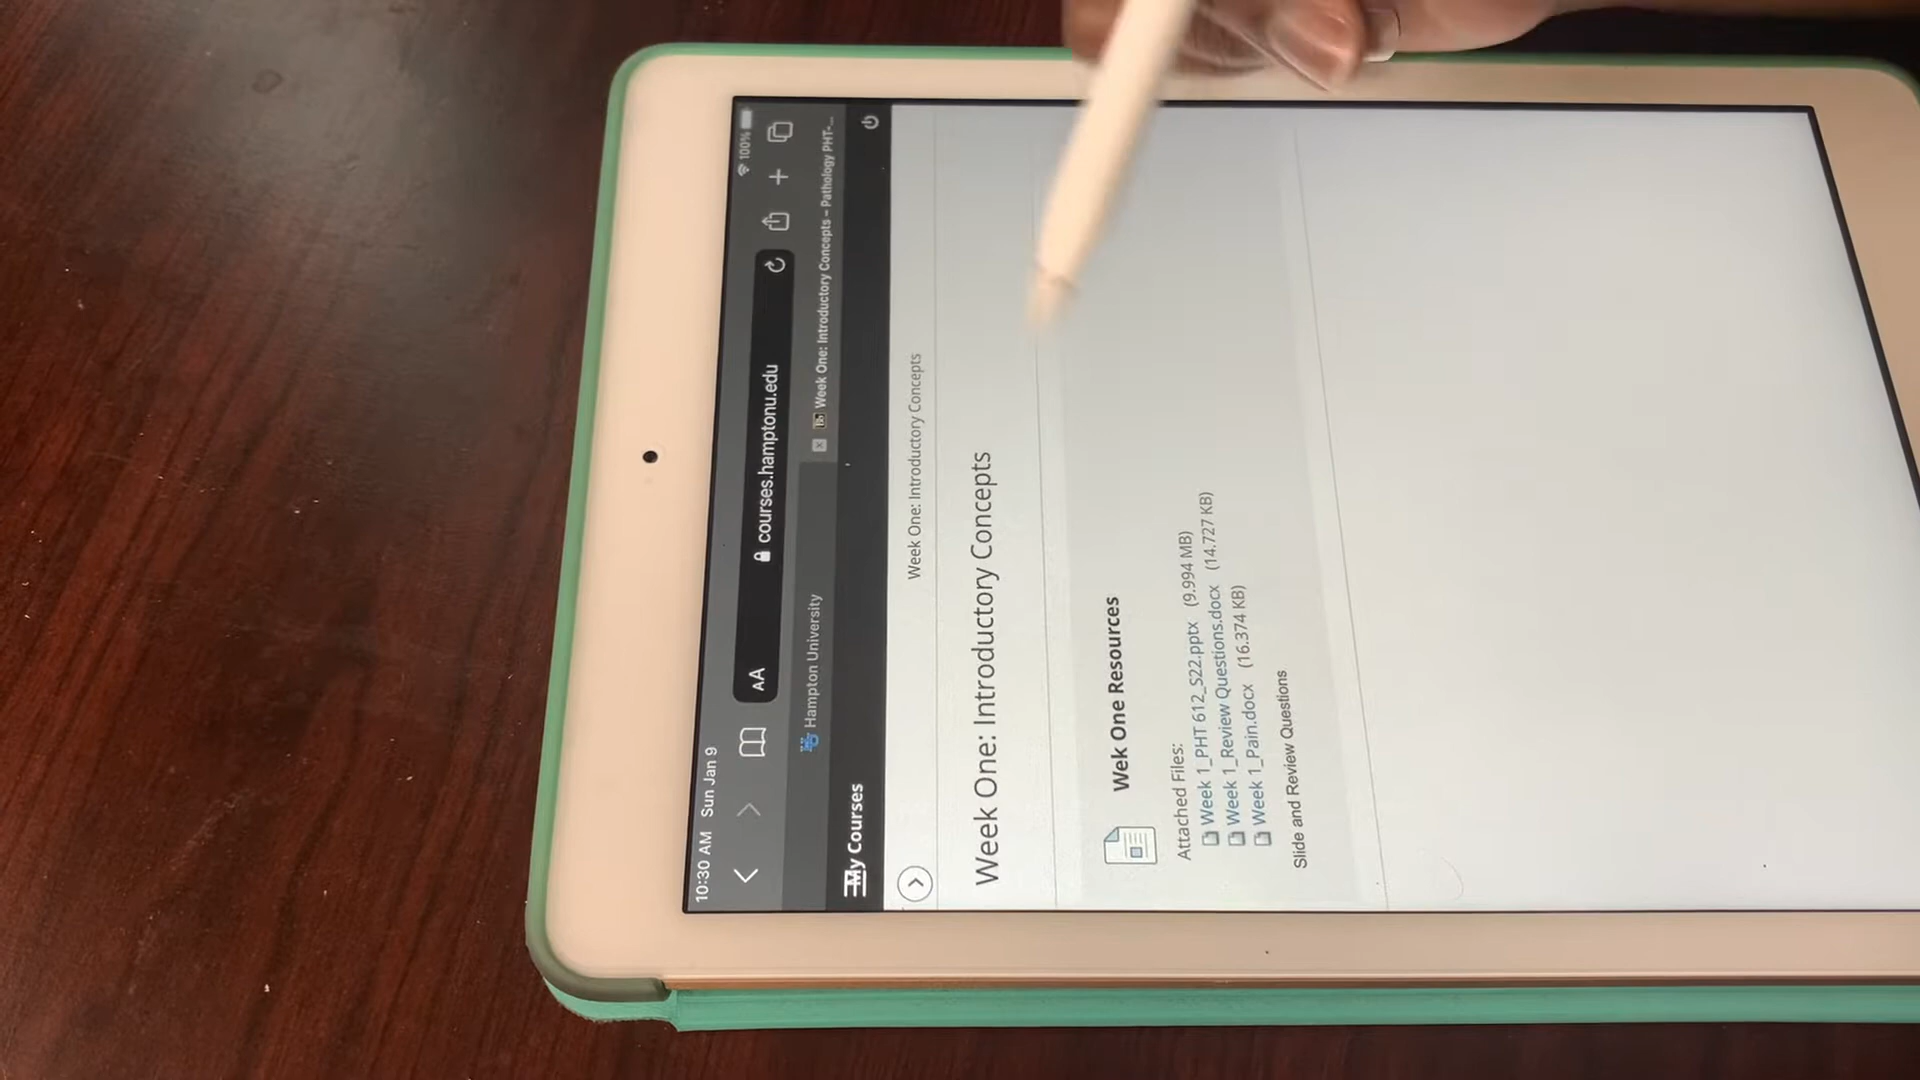 10:30 AM Sun Jan 9
100%
AA
courses.hamptonu.edu
Hampton University
Week One: Introductory Concepts – Pathology PHT-...
My Courses
Week One: Introductory Concepts
Week One: Introductory Concepts
Wek One Resources
Attached Files:
Week 1_PHT 612_S22.pptx (9.994 MB)
Week 1_Review Questions.docx (14.727 KB)
Week 1_Pain.docx (16.374 KB)
Slide and Review Questions